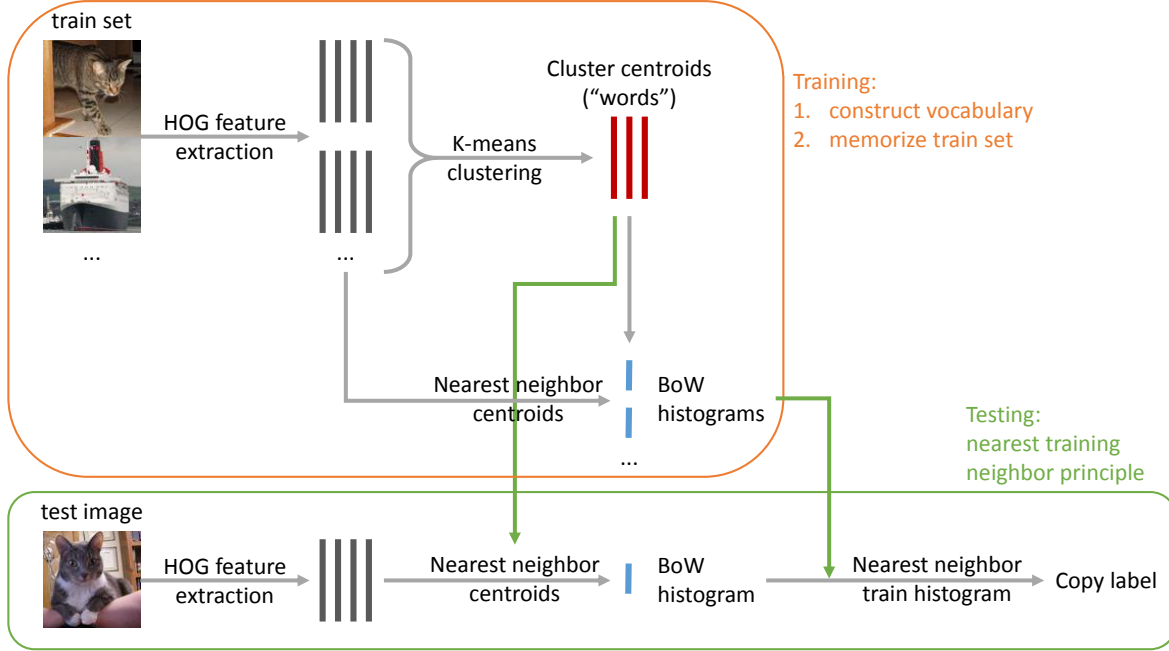 train set
HOG feature
extraction
...
...
K-means
clustering
Cluster centroids
(“words”)
Training:
1. construct vocabulary
2. memorize train set
Nearest neighbor
centroids
BoW
histograms
...
Testing:
nearest training
neighbor principle
test image
HOG feature
extraction
Nearest neighbor
centroids
BoW
histogram
Nearest neighbor
train histogram
Copy label